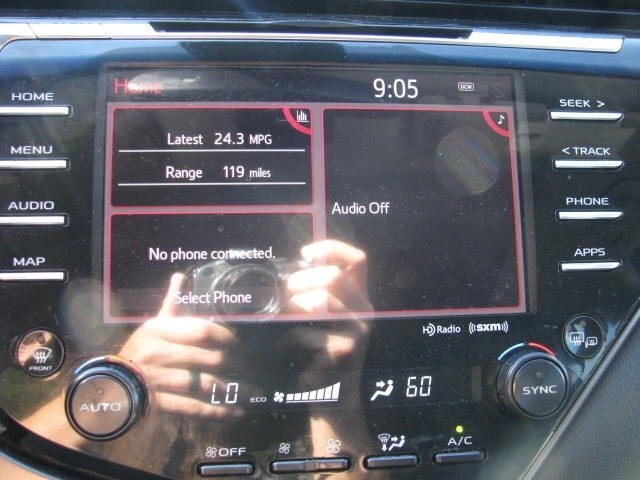 Home 9:05 DCM
HOME
MENU
AUDIO
MAP
Latest 24.3 MPG
Range 119 miles
No phone connected.
Select Phone
Audio Off
SEEK >
< TRACK
PHONE
APPS
HD Radio ((sxm))
FRONT
AUTO
LO ECO
60
SYNC
OFF
A/C